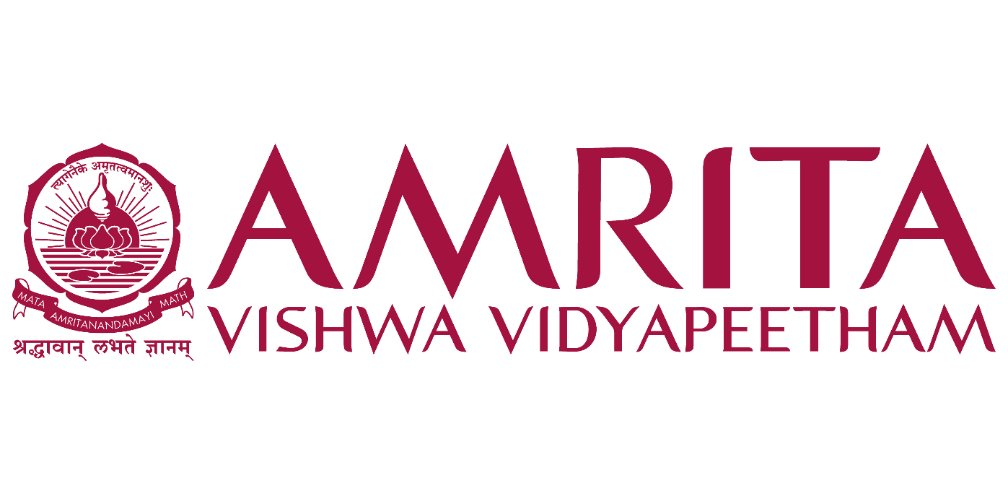 त्यागेनैके अमृतत्वमानशुः
MATA AMRITANANDAMAYI MATH
श्रद्धावान् लभते ज्ञानम्
AMRITA
VISHWA VIDYAPEETHAM